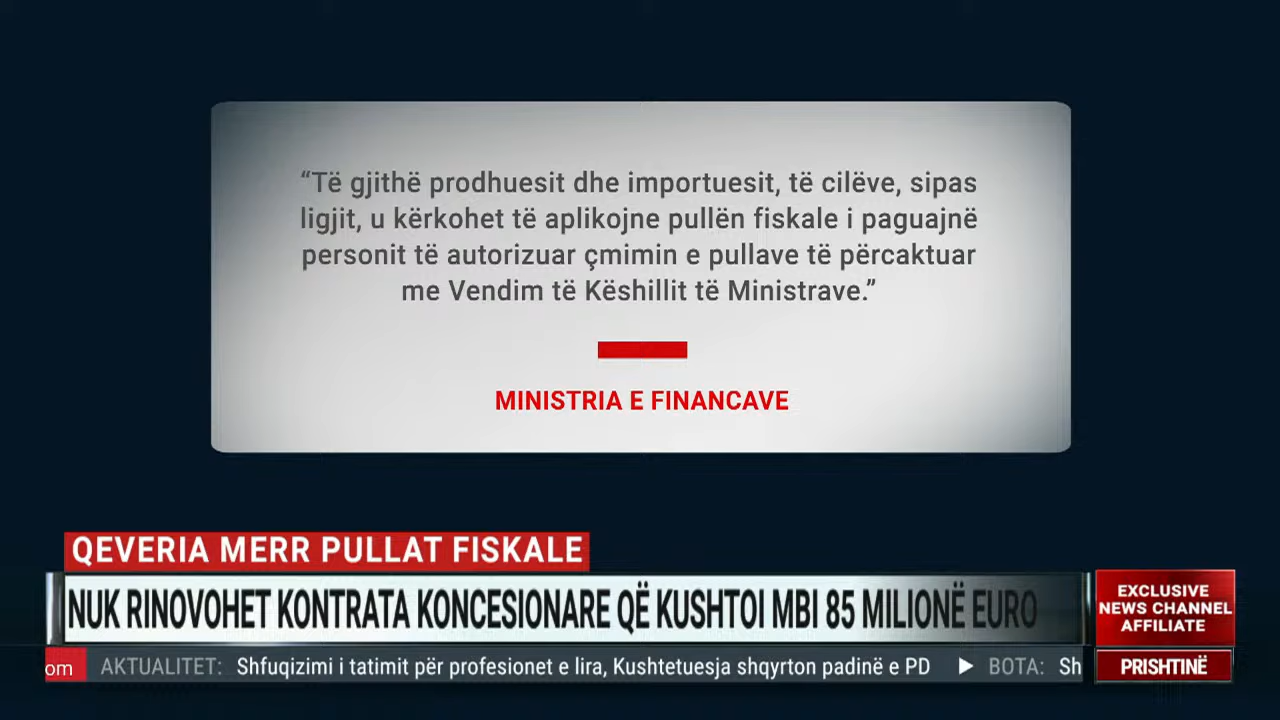 “Të gjithë prodhuesit dhe importuesit, të cilëve, sipas
ligjit, u kërkohet të aplikojne pullën fiskale i paguajnë
personit të autorizuar çmimin e pullave të përcaktuar
me Vendim të Këshillit të Ministrave.”
MINISTRIA E FINANCAVE
QEVERIA MERR PULLAT FISKALE
NUK RINOVOHET KONTRATA KONCESIONARE QË KUSHTOI MBI 85 MILIONË EURO
EXCLUSIVE
NEWS CHANNEL
AFFILIATE
om AKTUALITET: Shfuqizimi i tatimit për profesionet e lira, Kushtetuesja shqyrton padinë e PD ▶ BOTA: Sh
PRISHTINË